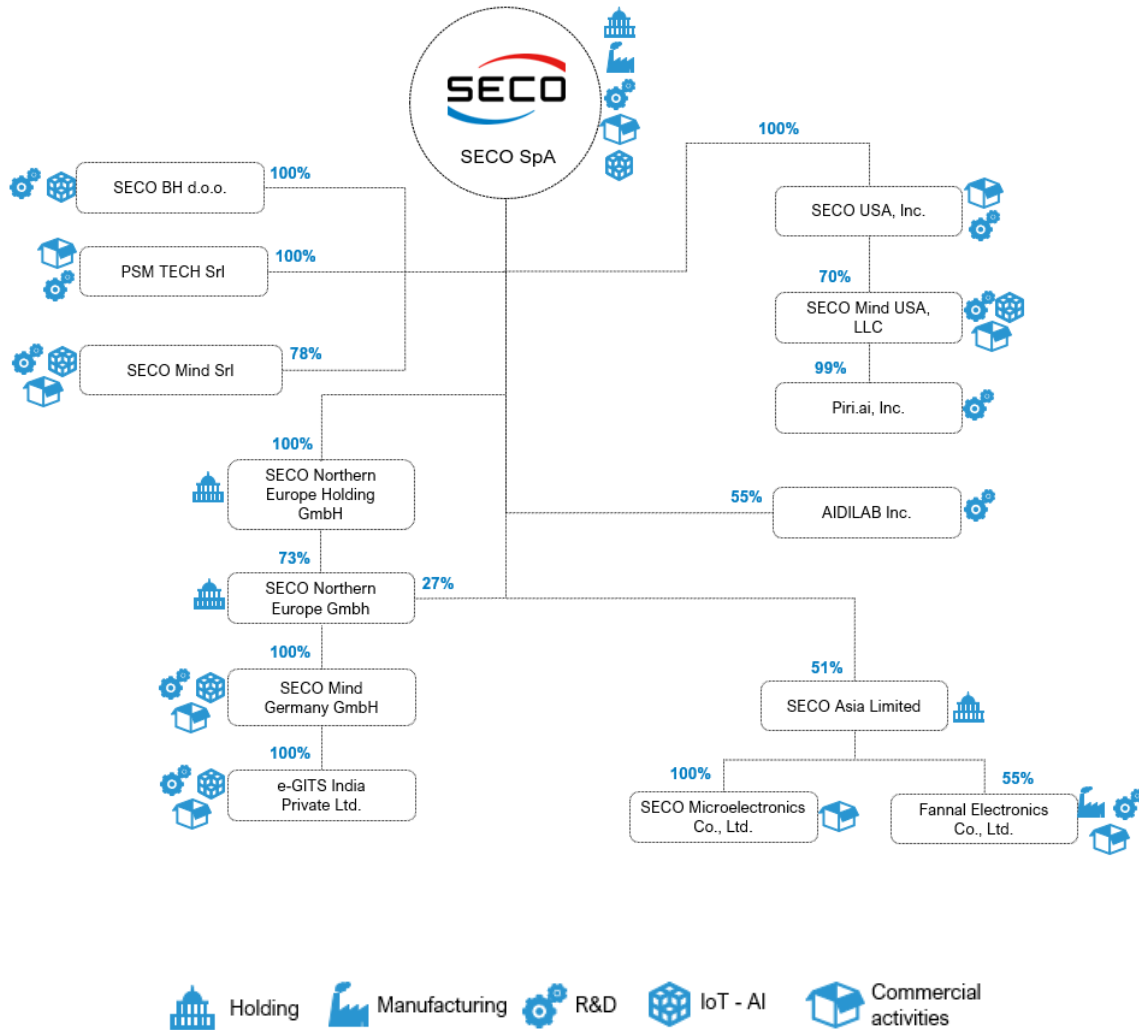 SECO
SECO SpA
100%
SECO BH d.o.o.
100%
PSM TECH Srl
100%
SECO Mind Srl
78%
100%
SECO USA, Inc.
70%
SECO Mind USA,
LLC
99%
Piri.ai, Inc.
55%
AIDILAB Inc.
100%
SECO Northern
Europe Holding
GmbH
73%
SECO Northern
Europe Gmbh
27%
100%
SECO Mind
Germany GmbH
100%
e-GITS India
Private Ltd.
51%
SECO Asia Limited
100%
SECO Microelectronics
Co., Ltd.
55%
Fannal Electronics
Co., Ltd.
Holding
Manufacturing
R&D
IoT - AI
Commercial
activities